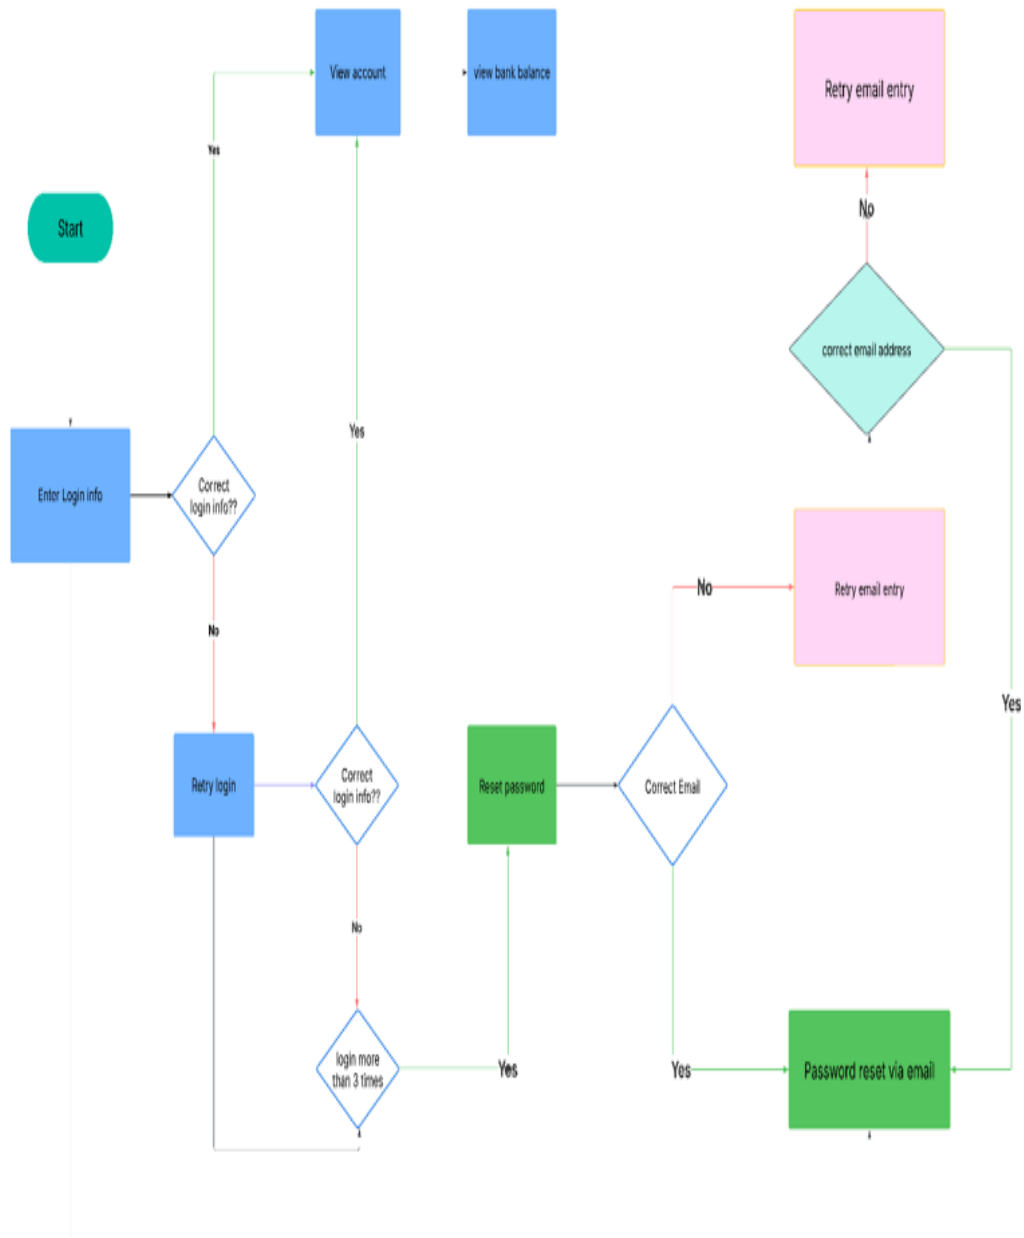 View account
view bank balance
Retry email entry
Yes
Start
No
correct email address
Yes
Enter Login info
Correct
login info??
Retry email entry
No
No
Yes
Retry login
Correct
login info??
Reset password
Correct Email
No
login more
than 3 times
Yes
Yes
Password reset via email